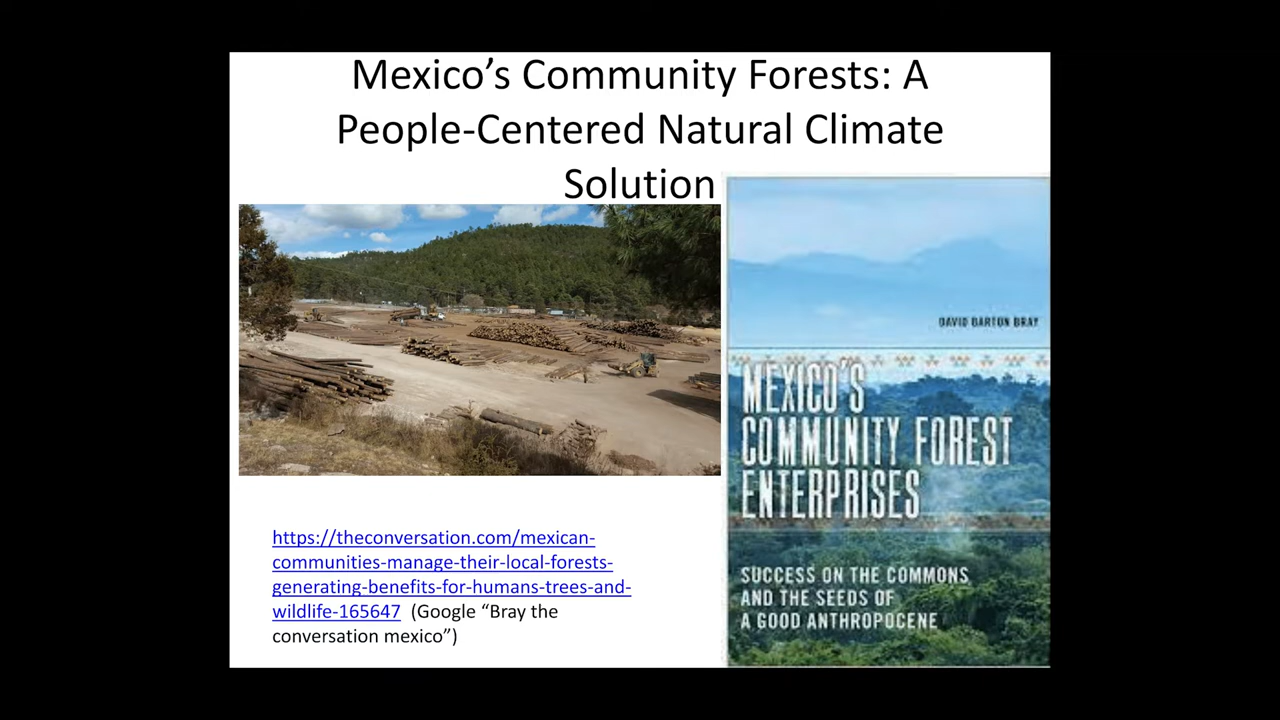 Mexico’s Community Forests: A
People-Centered Natural Climate
Solution
DAVID BARTON BRAY
MEXICO'S
COMMUNITY FOREST
ENTERPRISES
SUCCESS ON THE COMMONS
AND THE SEEDS OF
A GOOD ANTHROPOCENE
https://theconversation.com/mexican-
communities-manage-their-local-forests-
generating-benefits-for-humans-trees-and-
wildlife-165647 (Google “Bray the
conversation mexico”)